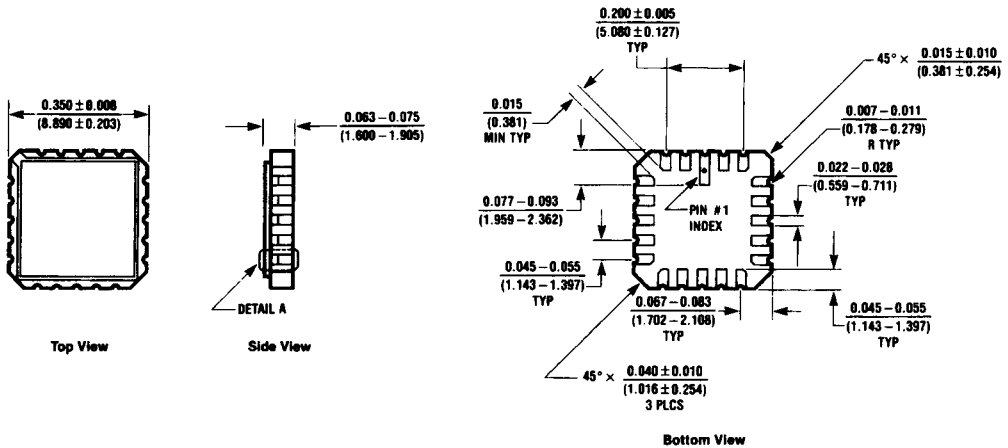 0.350 ± 0.008
(8.890 ± 0.203)
Top View
0.063 – 0.075
(1.600 – 1.905)
DETAIL A
Side View
0.200 ± 0.005
(5.080 ± 0.127)
TYP
45° × 0.015 ± 0.010
(0.381 ± 0.254)
0.015
(0.381)
MIN TYP
0.007 – 0.011
(0.178 – 0.279)
R TYP
0.022 – 0.028
(0.559 – 0.711)
TYP
0.077 – 0.093
(1.959 – 2.362)
PIN #1
INDEX
0.045 – 0.055
(1.143 – 1.397)
TYP
0.067 – 0.083
(1.702 – 2.108)
TYP
0.045 – 0.055
(1.143 – 1.397)
TYP
45° × 0.040 ± 0.010
(1.016 ± 0.254)
3 PLCS
Bottom View